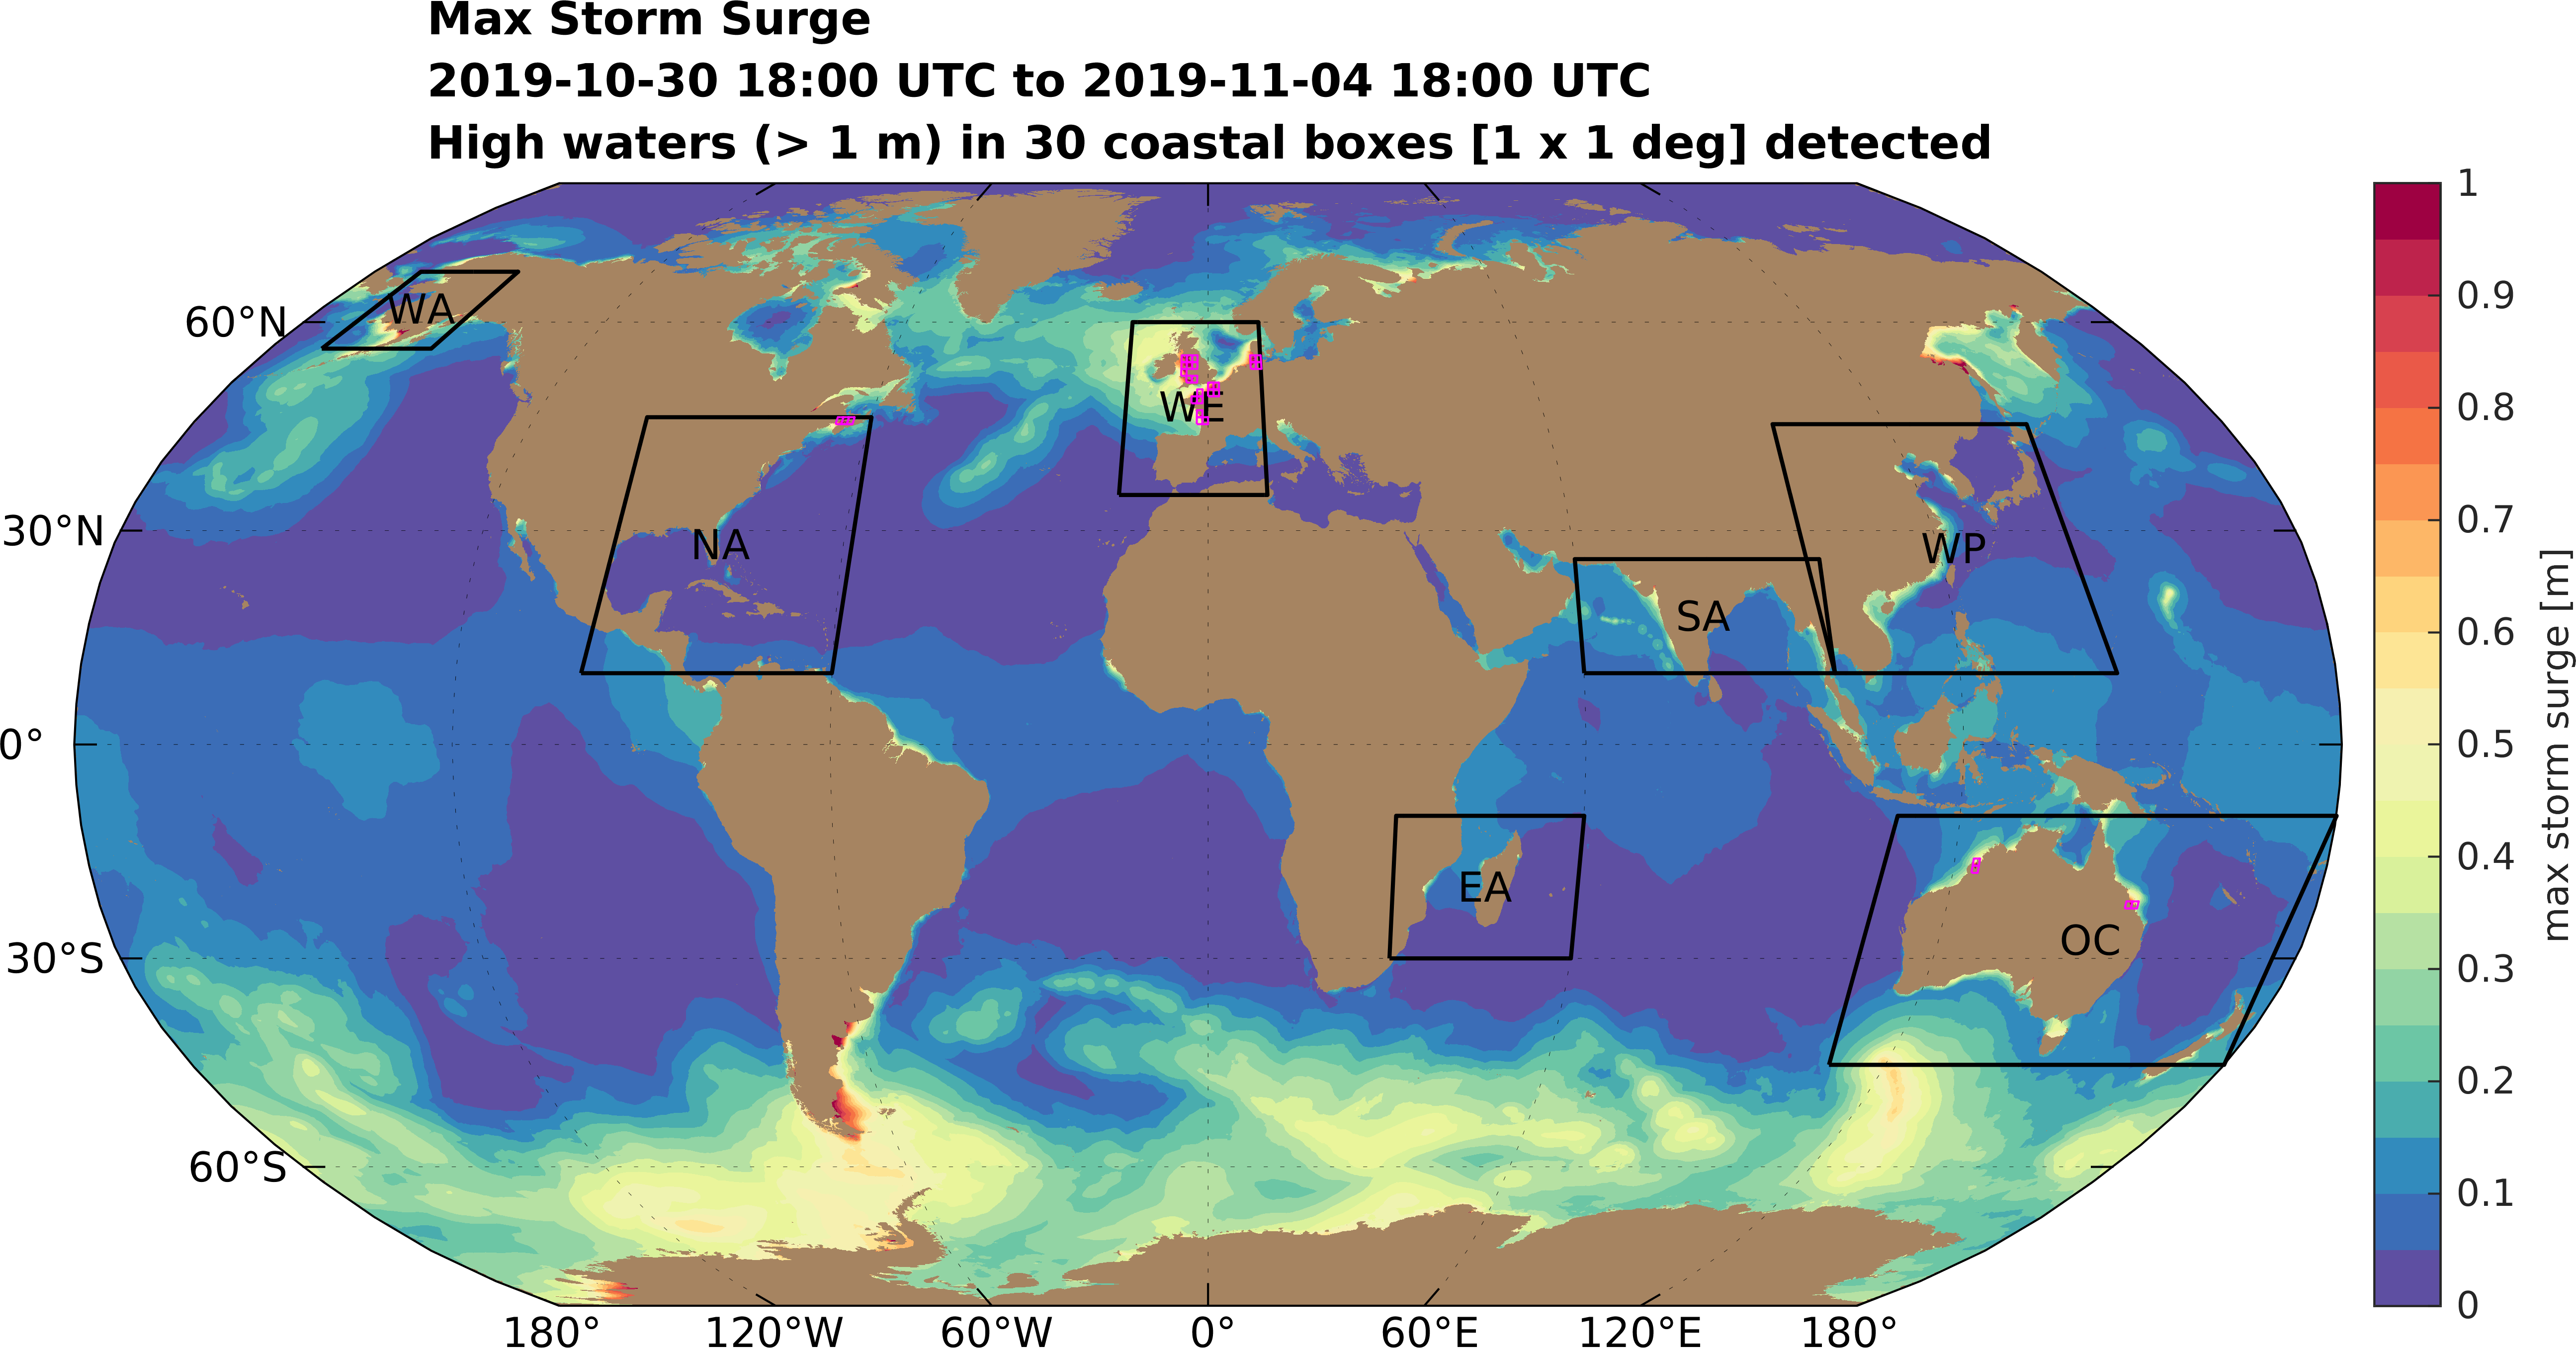 Max Storm Surge
2019-10-30 18:00 UTC to 2019-11-04 18:00 UTC
High waters (> 1 m) in 30 coastal boxes [1 x 1 deg] detected
60°N
30°N
0°
30°S
60°S
WA
NA
WE
SA
WP
EA
OC
180°
120°W
60°W
0°
60°E
120°E
180°
1
0.9
0.8
0.7
0.6
0.5
0.4
0.3
0.2
0.1
0
max storm surge [m]